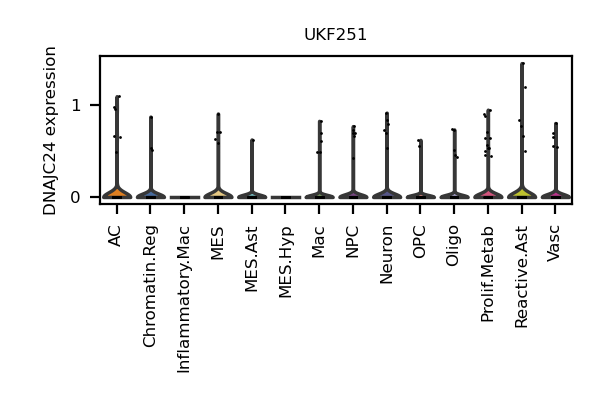 UKF251
DNAJC24 expression
1
0
AC
Chromatin.Reg
Inflammatory.Mac
MES
MES.Ast
MES.Hyp
Mac
NPC
Neuron
OPC
Oligo
Prolif.Metab
Reactive.Ast
Vasc